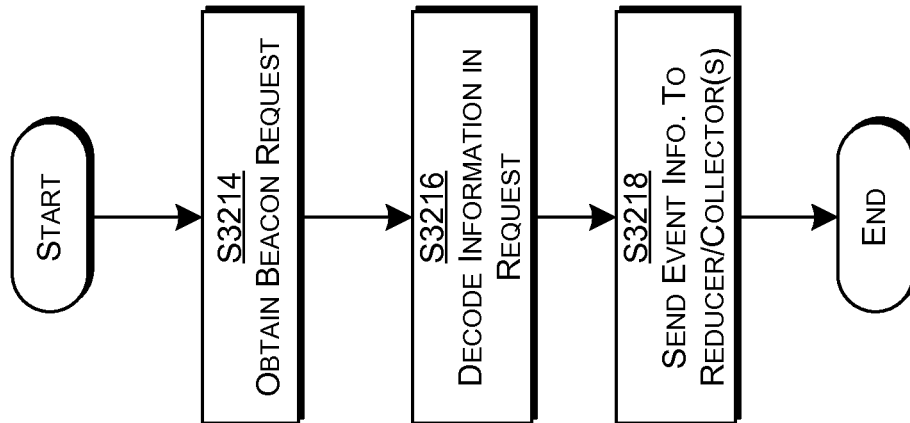 START
S3214
OBTAIN BEACON REQUEST
S3216
DECODE INFORMATION IN
REQUEST
S3218
SEND EVENT INFO. TO
REDUCER/COLLECTOR(S)
END